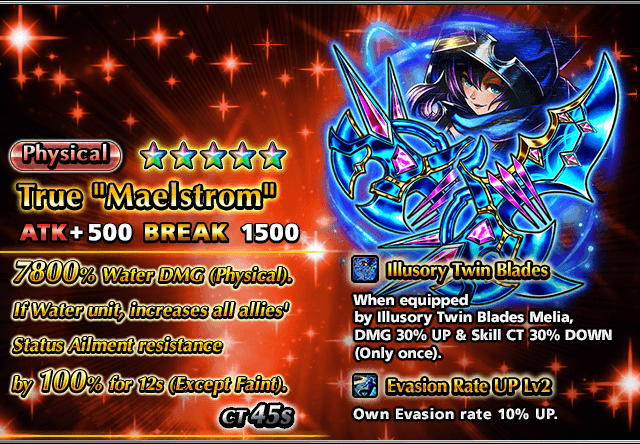 Physical
True "Maelstrom"
ATK+500 BREAK 1500
7800% Water DMG (Physical).
If Water unit, increases all allies'
Status Ailment resistance
by 100% for 12s (Except Faint).
CT 45s
Illusory Twin Blades
When equipped
by Illusory Twin Blades Melia,
DMG 30% UP & Skill CT 30% DOWN
(Only once).
Evasion Rate UP Lv2
Own Evasion rate 10% UP.